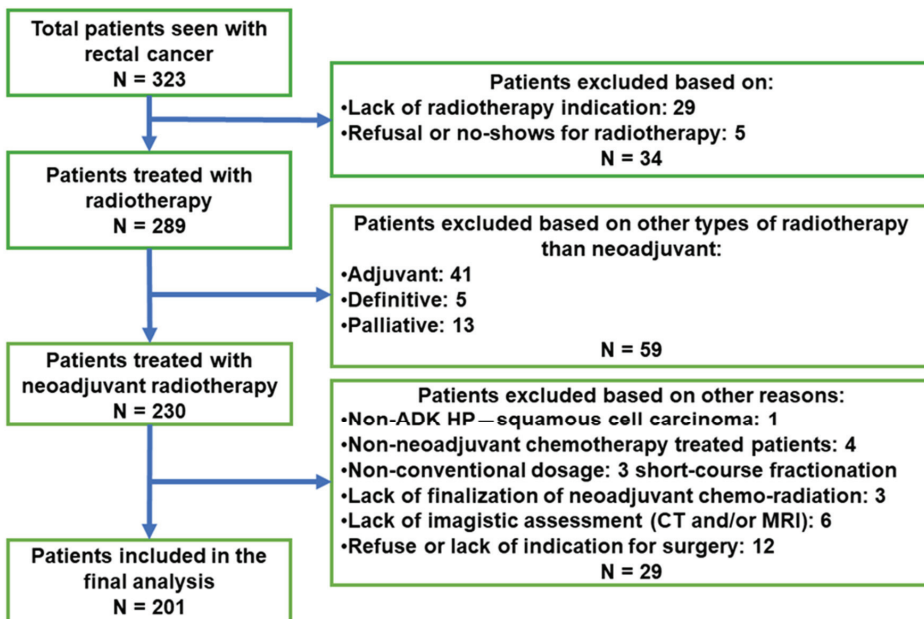 Total patients seen with
rectal cancer
N = 323
Patients excluded based on:
•Lack of radiotherapy indication: 29
•Refusal or no-shows for radiotherapy: 5
N = 34
Patients treated with
radiotherapy
N = 289
Patients excluded based on other types of radiotherapy
than neoadjuvant:
•Adjuvant: 41
•Definitive: 5
•Palliative: 13
N = 59
Patients treated with
neoadjuvant radiotherapy
N = 230
Patients excluded based on other reasons:
•Non-ADK HP—squamous cell carcinoma: 1
•Non-neoadjuvant chemotherapy treated patients: 4
•Non-conventional dosage: 3 short-course fractionation
•Lack of finalization of neoadjuvant chemo-radiation: 3
•Lack of imagistic assessment (CT and/or MRI): 6
•Refuse or lack of indication for surgery: 12
N = 29
Patients included in the
final analysis
N = 201